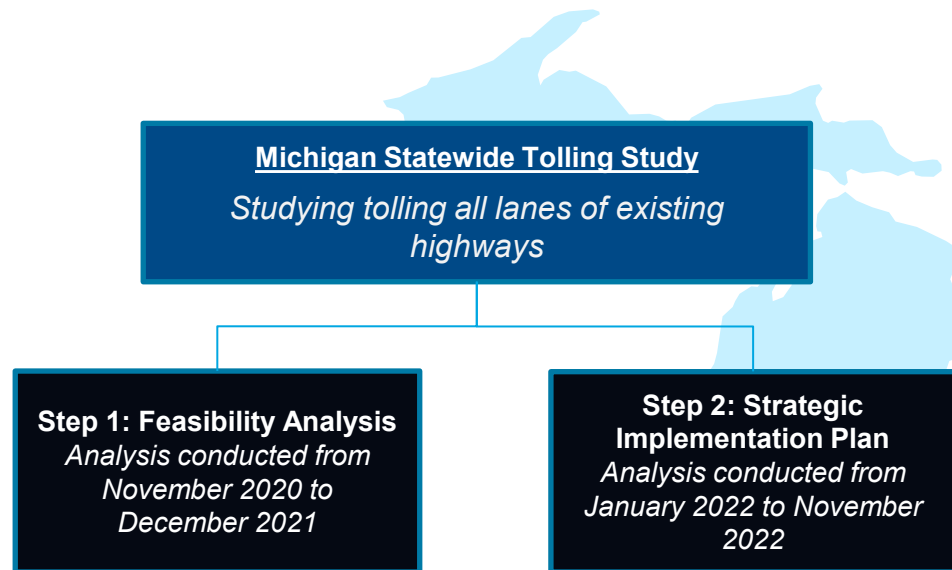 Michigan Statewide Tolling Study
Studying tolling all lanes of existing
highways
Step 1: Feasibility Analysis
Analysis conducted from
November 2020 to
December 2021
Step 2: Strategic
Implementation Plan
Analysis conducted from
January 2022 to November
2022